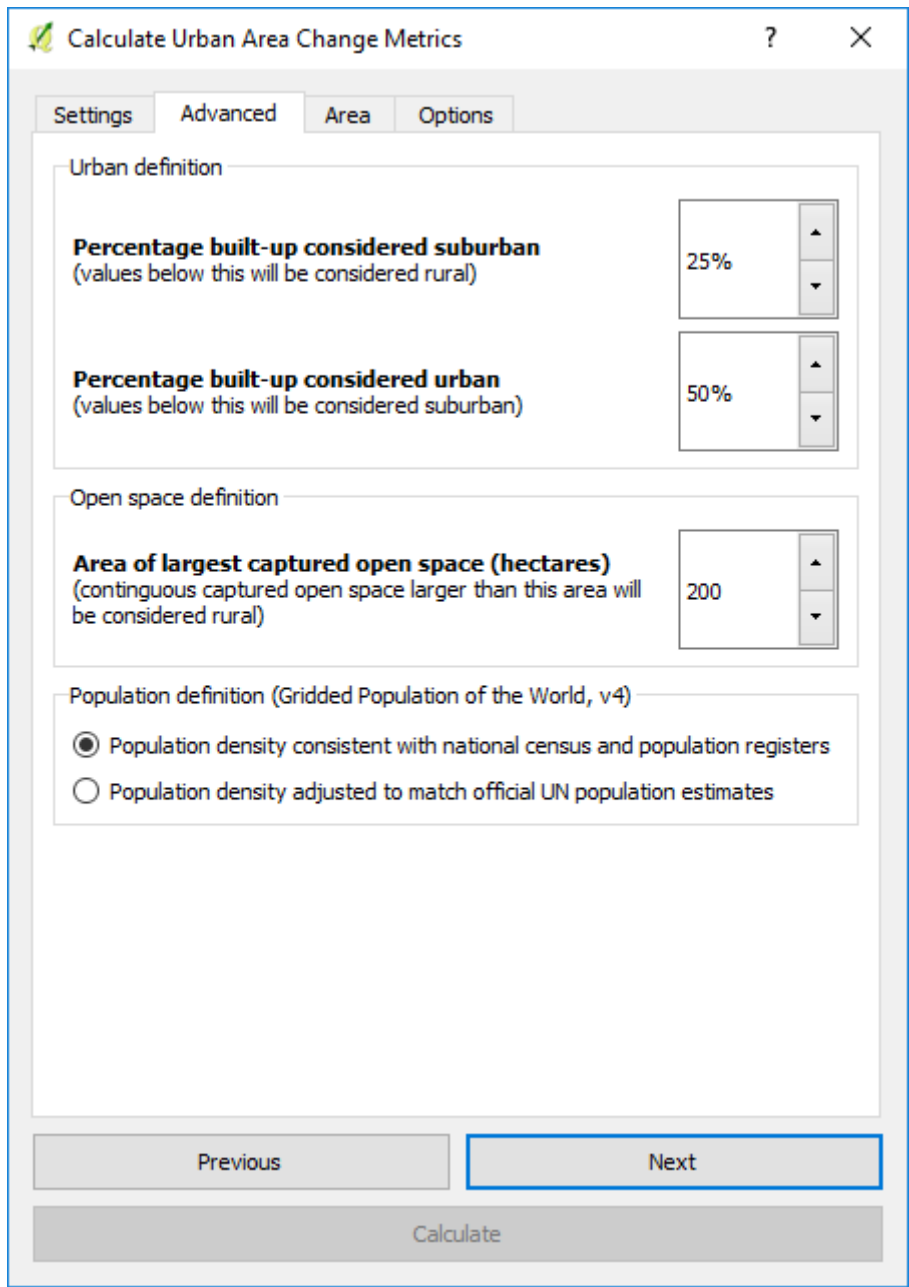 Calculate Urban Area Change Metrics
?
Settings
Advanced
Area
Options
Urban definition
Percentage built-up considered suburban
(values below this will be considered rural)
25%
Percentage built-up considered urban
(values below this will be considered suburban)
50%
Open space definition
Area of largest captured open space (hectares)
(continguous captured open space larger than this area will
be considered rural)
200
Population definition (Gridded Population of the World, v4)
Population density consistent with national census and population registers
Population density adjusted to match official UN population estimates
Previous
Next
Calculate